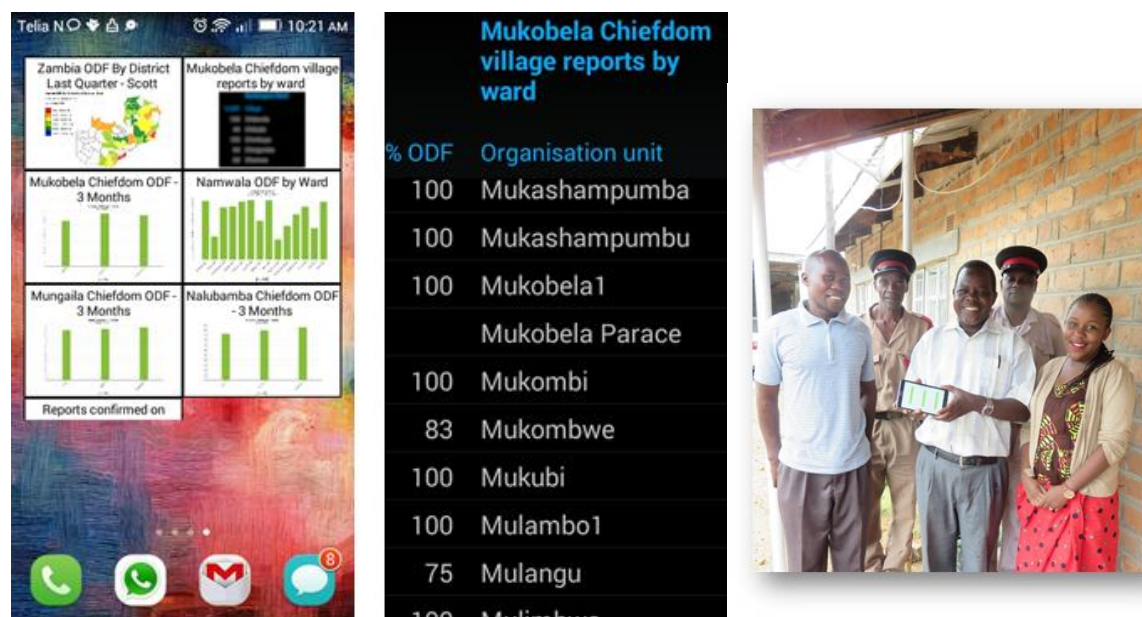 Telia N
10:21 AM
Zambia ODF By District
Last Quarter - Scott
Mukobela Chiefdom village
reports by ward
Mukobela Chiefdom ODF -
3 Months
Namwala ODF by Ward
Mungaila Chiefdom ODF -
3 Months
Nalubamba Chiefdom ODF
- 3 Months
Reports confirmed on
8
Mukobela Chiefdom
village reports by
ward
% ODF Organisation unit
100 Mukashampumba
100 Mukashampumbu
100 Mukobela1
Mukobela Parace
100 Mukombi
83 Mukombwe
100 Mukubi
100 Mulambo1
75 Mulangu